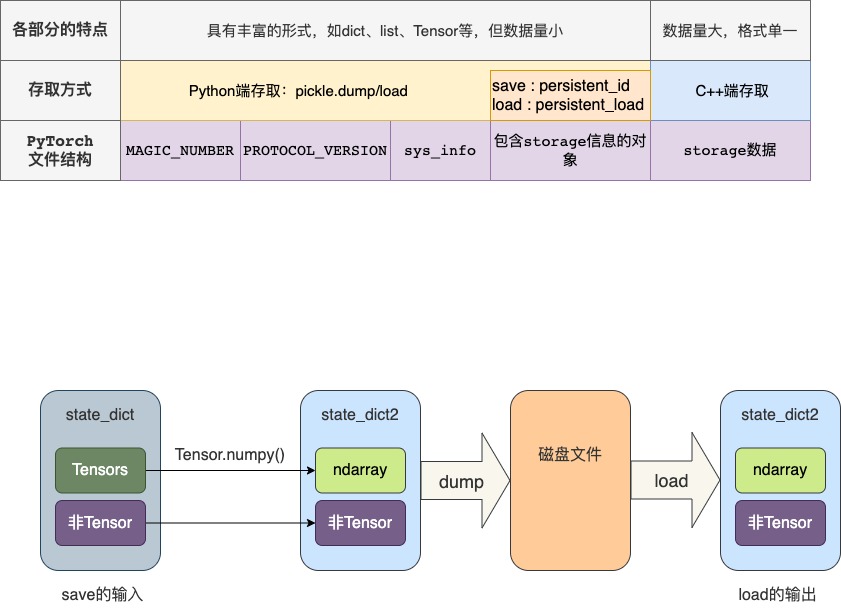 各部分的特点
具有丰富的形式，如dict、list、Tensor等，但数据量小
数据量大，格式单一
存取方式
Python端存取：pickle.dump/load
save : persistent_id
load : persistent_load
C++端存取
PyTorch
文件结构
MAGIC_NUMBER
PROTOCOL_VERSION
sys_info
包含storage信息的对
象
storage数据
state_dict
state_dict2
磁盘文件
state_dict2
Tensors
Tensor.numpy()
ndarray
dump
load
ndarray
非Tensor
非Tensor
非Tensor
save的输入
load的输出